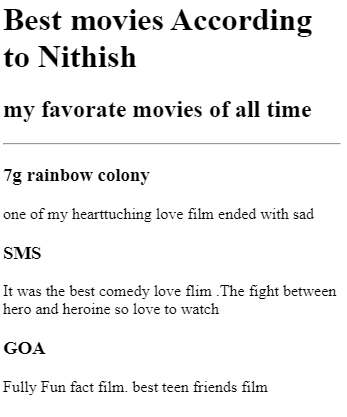 Best movies According
to Nithish
my favorate movies of all time
7g rainbow colony
one of my hearttuching love film ended with sad
SMS
It was the best comedy love flim .The fight between
hero and heroine so love to watch
GOA
Fully Fun fact film. best teen friends film